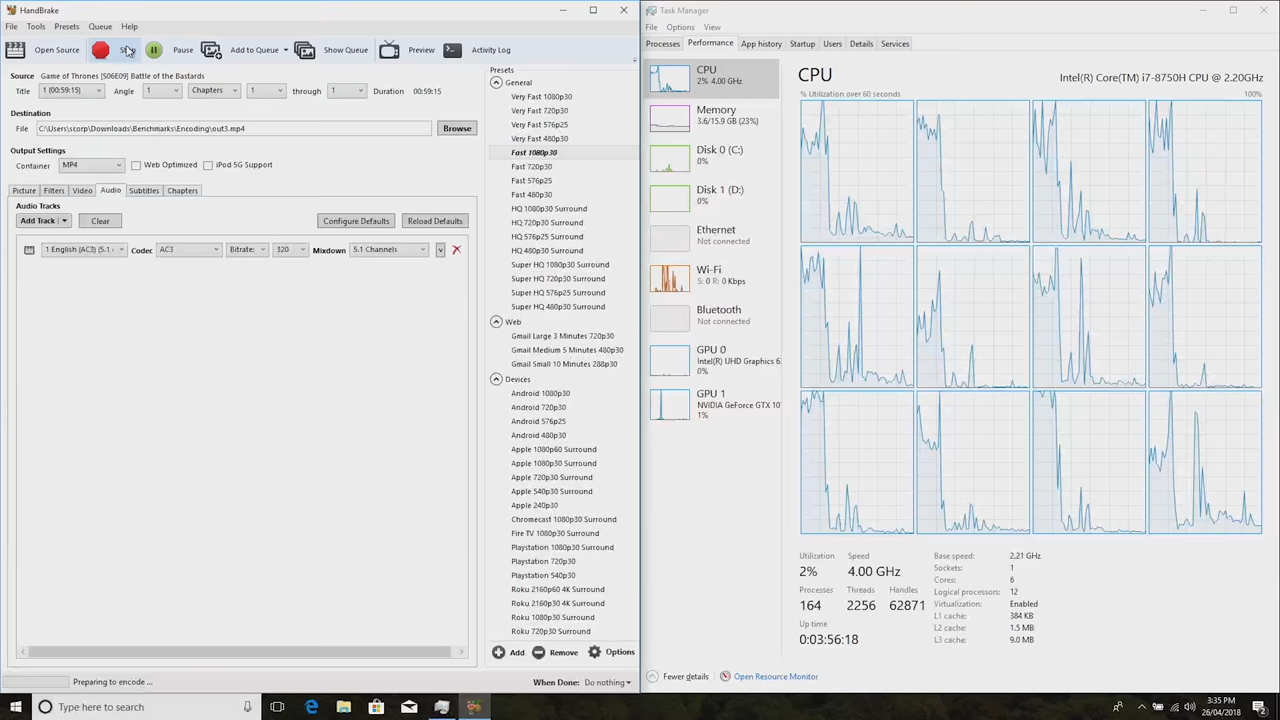 HandBrake
File Tools Presets Queue Help
Open Source Pause Add to Queue Show Queue Preview Activity Log
Source Game of Thrones [S06E09] Battle of the Bastards
Title 1 (00:59:15) Angle 1 Chapters 1 through 1 Duration 00:59:15
Destination
File C:\Users\scorp\Downloads\Benchmarks\Encoding\out3.mp4 Browse
Output Settings
Container MP4 Web Optimized iPod 5G Support
Picture Filters Video Audio Subtitles Chapters
Audio Tracks
Add Track Clear Configure Defaults Reload Defaults
1 English (AC3) (5.1 Codec AC3 Bitrate: 320 Mixdown 5.1 Channels
Presets
General
Very Fast 1080p30
Very Fast 720p30
Very Fast 576p25
Very Fast 480p30
Fast 1080p30
Fast 720p30
Fast 576p25
Fast 480p30
HQ 1080p30 Surround
HQ 720p30 Surround
HQ 576p25 Surround
HQ 480p30 Surround
Super HQ 1080p30 Surround
Super HQ 720p30 Surround
Super HQ 576p25 Surround
Super HQ 480p30 Surround
Web
Gmail Large 3 Minutes 720p30
Gmail Medium 5 Minutes 480p30
Gmail Small 10 Minutes 288p30
Devices
Android 1080p30
Android 720p30
Android 576p25
Android 480p30
Apple 1080p60 Surround
Apple 1080p30 Surround
Apple 720p30 Surround
Apple 540p30 Surround
Apple 240p30
Chromecast 1080p30 Surround
Fire TV 1080p30 Surround
Playstation 1080p30 Surround
Playstation 720p30
Playstation 540p30
Roku 2160p60 4K Surround
Roku 2160p30 4K Surround
Roku 1080p30 Surround
Roku 720p30 Surround
Add Remove Options
Preparing to encode ... When Done: Do nothing
Task Manager
File Options View
Processes Performance App history Startup Users Details Services
CPU
2% 4.00 GHz
Memory
3.6/15.9 GB (23%)
Disk 0 (C:)
0%
Disk 1 (D:)
0%
Ethernet
Not connected
Wi-Fi
S: 0 R: 0 Kbps
Bluetooth
Not connected
GPU 0
Intel(R) UHD Graphics 6
0%
GPU 1
NVIDIA GeForce GTX 10
1%
CPU Intel(R) Core(TM) i7-8750H CPU @ 2.20GHz
% Utilization over 60 seconds 100%
Utilization Speed
2% 4.00 GHz
Processes Threads Handles
164 2256 62871
Up time
0:03:56:18
Base speed: 2.21 GHz
Sockets: 1
Cores: 6
Logical processors: 12
Virtualization: Enabled
L1 cache: 384 KB
L2 cache: 1.5 MB
L3 cache: 9.0 MB
Fewer details Open Resource Monitor
Type here to search
3:35 PM
26/04/2018